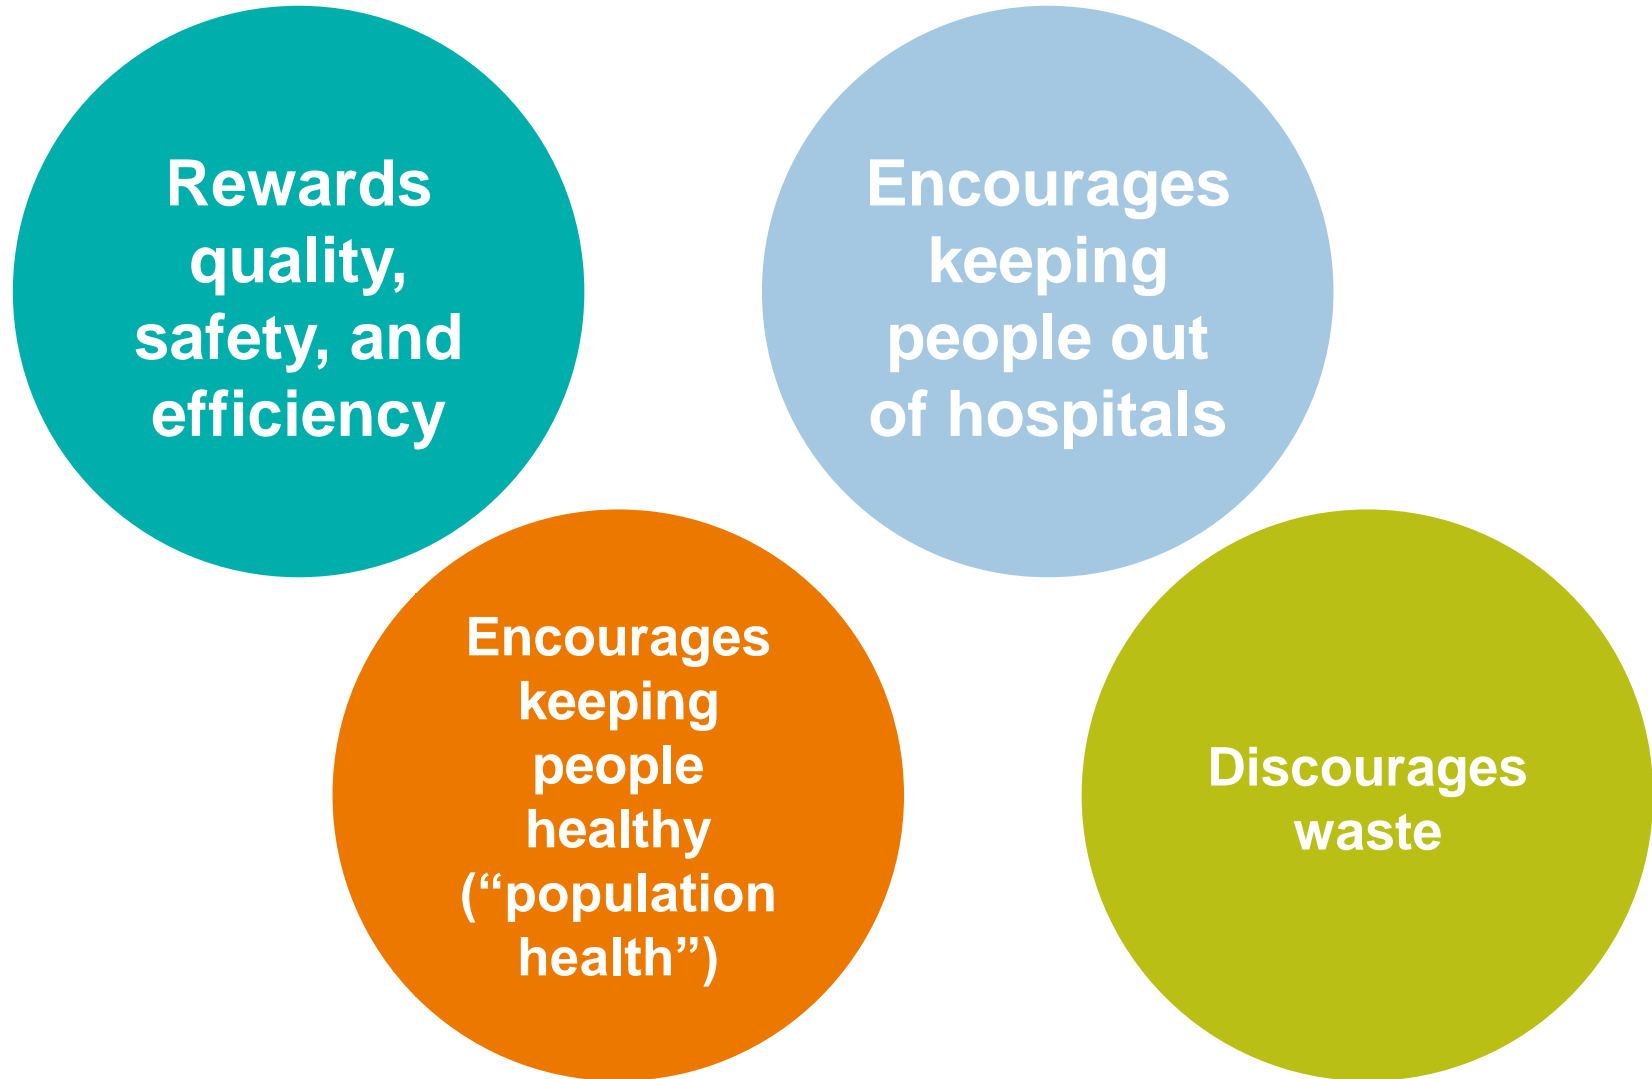 Rewards
quality,
safety, and
efficiency
Encourages
keeping
people out
of hospitals
Encourages
keeping
people
healthy
(“population
health”)
Discourages
waste